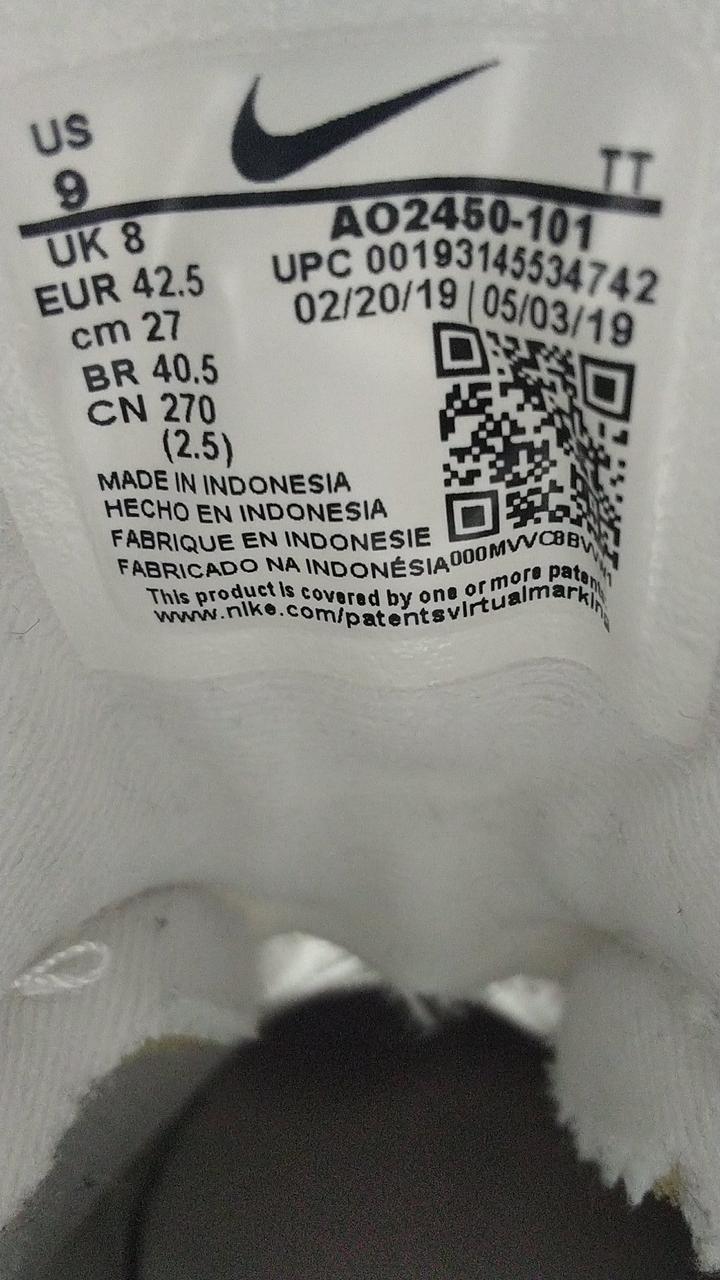 US
9
TT
UK 8
EUR 42.5
cm 27
BR 40.5
CN 270
(2.5)
AO2450-101
UPC 00193145534742
02/20/19 | 05/03/19
MADE IN INDONESIA
HECHO EN INDONESIA
FABRIQUE EN INDONESIE
FABRICADO NA INDONÉSIA
This product is covered by one or more
www.nike.com/patentsvirtualmarkin